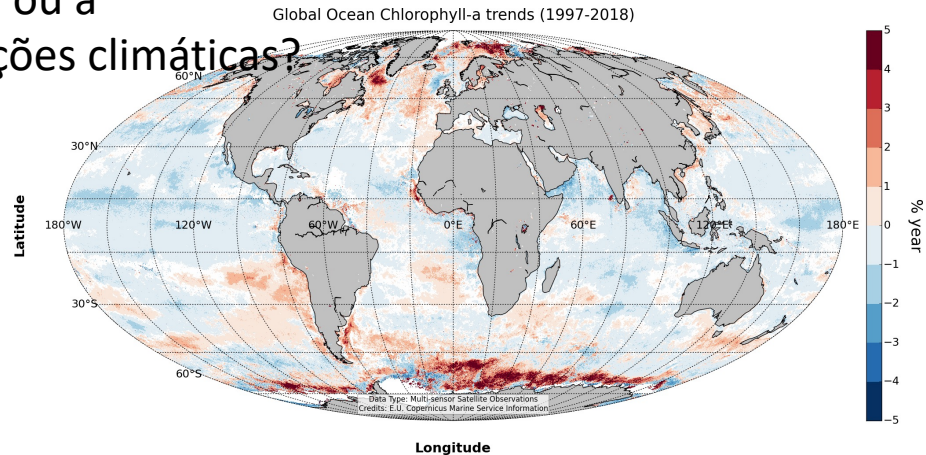 ou a
ções climáticas?
Global Ocean Chlorophyll-a trends (1997-2018)
60°N
30°N
180°W
120°W
60°W
0°E
60°E
120°E
180°E
30°S
60°S
Latitude
Longitude
Data Type: Multi-sensor Satellite Observations
Credits: E.U. Copernicus Marine Service Information
5
4
3
2
1
0
−1
−2
−3
−4
−5
% year